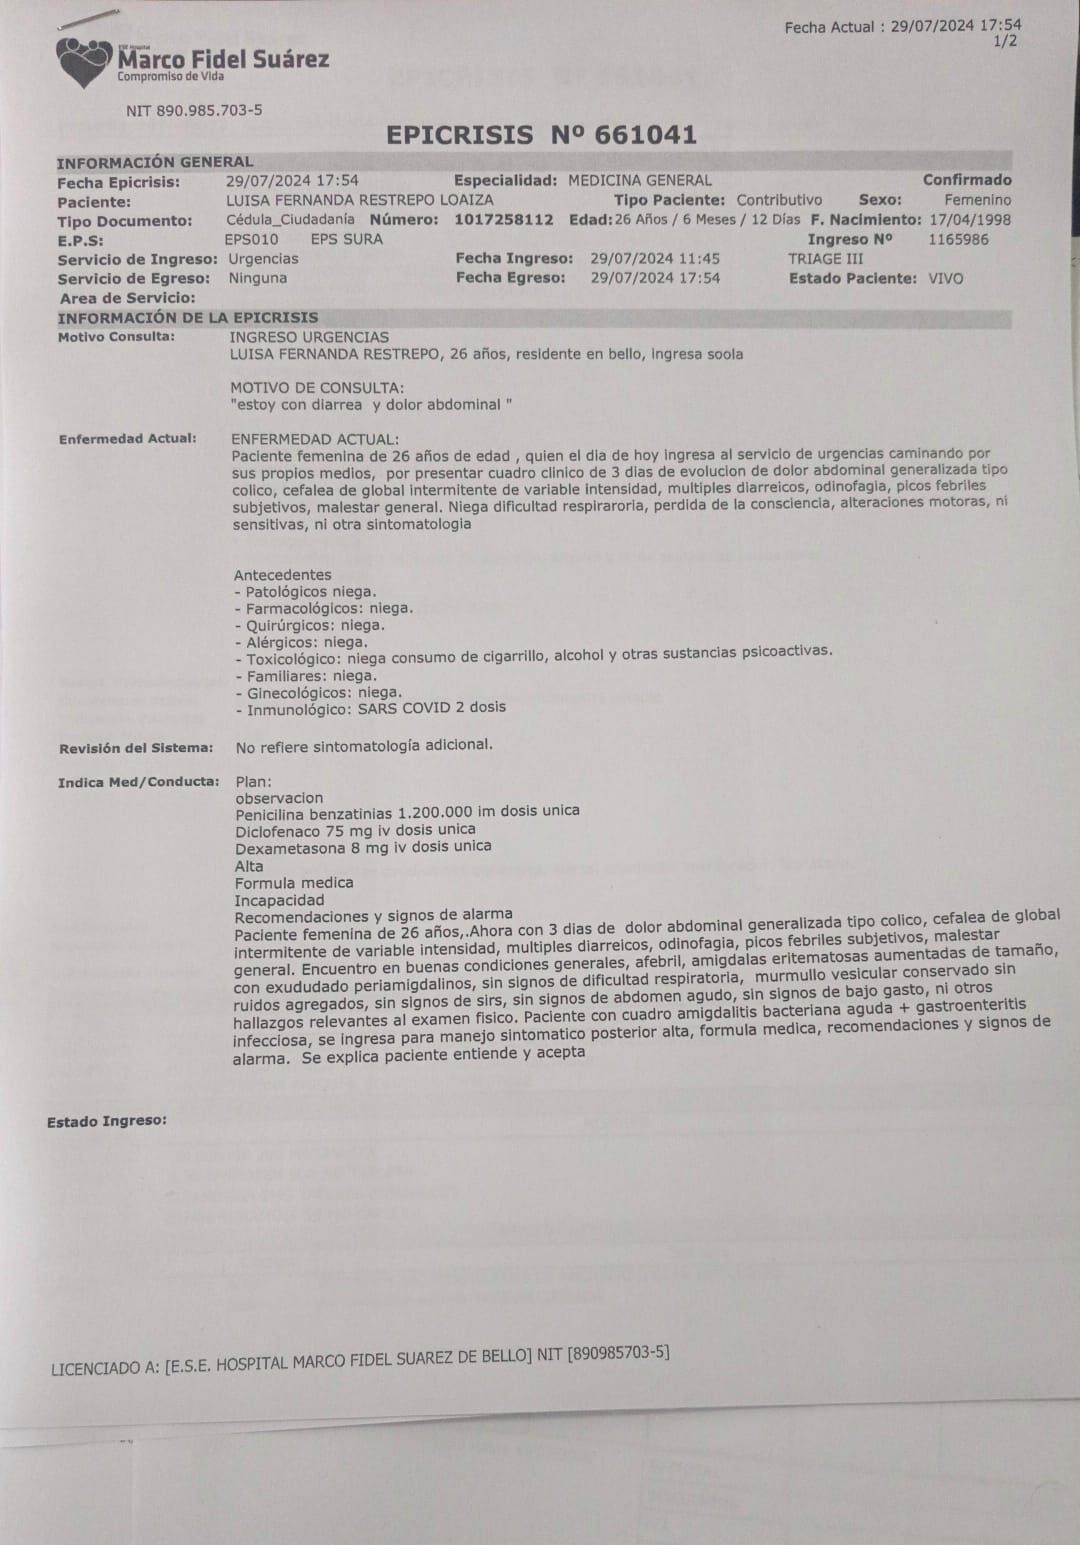 Fecha Actual : 29/07/2024 17:54
1/2
ESE Hospital
Marco Fidel Suárez
Compromiso de Vida
NIT 890.985.703-5
EPICRISIS Nº 661041
INFORMACIÓN GENERAL
Fecha Epicrisis: 29/07/2024 17:54 Especialidad: MEDICINA GENERAL Confirmado
Paciente: LUISA FERNANDA RESTREPO LOAIZA Tipo Paciente: Contributivo Sexo: Femenino
Tipo Documento: Cédula_Ciudadanía Número: 1017258112 Edad: 26 Años / 6 Meses / 12 Días F. Nacimiento: 17/04/1998
E.P.S: EPS010 EPS SURA Ingreso Nº 1165986
Servicio de Ingreso: Urgencias Fecha Ingreso: 29/07/2024 11:45 TRIAGE III
Servicio de Egreso: Ninguna Fecha Egreso: 29/07/2024 17:54 Estado Paciente: VIVO
Area de Servicio:
INFORMACIÓN DE LA EPICRISIS
Motivo Consulta: INGRESO URGENCIAS
LUISA FERNANDA RESTREPO, 26 años, residente en bello, ingresa soola
MOTIVO DE CONSULTA:
"estoy con diarrea y dolor abdominal "
Enfermedad Actual: ENFERMEDAD ACTUAL:
Paciente femenina de 26 años de edad , quien el dia de hoy ingresa al servicio de urgencias caminando por
sus propios medios, por presentar cuadro clinico de 3 dias de evolucion de dolor abdominal generalizada tipo
colico, cefalea de global intermitente de variable intensidad, multiples diarreicos, odinofagia, picos febriles
subjetivos, malestar general. Niega dificultad respiraroria, perdida de la consciencia, alteraciones motoras, ni
sensitivas, ni otra sintomatologia
Antecedentes
- Patológicos niega.
- Farmacológicos: niega.
- Quirúrgicos: niega.
- Alérgicos: niega.
- Toxicológico: niega consumo de cigarrillo, alcohol y otras sustancias psicoactivas.
- Familiares: niega.
- Ginecológicos: niega.
- Inmunológico: SARS COVID 2 dosis
Revisión del Sistema: No refiere sintomatología adicional.
Indica Med/Conducta: Plan:
observacion
Penicilina benzatinias 1.200.000 im dosis unica
Diclofenaco 75 mg iv dosis unica
Dexametasona 8 mg iv dosis unica
Alta
Formula medica
Incapacidad
Recomendaciones y signos de alarma
Paciente femenina de 26 años,.Ahora con 3 dias de dolor abdominal generalizada tipo colico, cefalea de global
intermitente de variable intensidad, multiples diarreicos, odinofagia, picos febriles subjetivos, malestar
general. Encuentro en buenas condiciones generales, afebril, amigdalas eritematosas aumentadas de tamaño,
con exududado periamigdalinos, sin signos de dificultad respiratoria, murmullo vesicular conservado sin
ruidos agregados, sin signos de sirs, sin signos de abdomen agudo, sin signos de bajo gasto, ni otros
hallazgos relevantes al examen fisico. Paciente con cuadro amigdalitis bacteriana aguda + gastroenteritis
infecciosa, se ingresa para manejo sintomatico posterior alta, formula medica, recomendaciones y signos de
alarma. Se explica paciente entiende y acepta
Estado Ingreso:
LICENCIADO A: [E.S.E. HOSPITAL MARCO FIDEL SUAREZ DE BELLO] NIT [890985703-5]